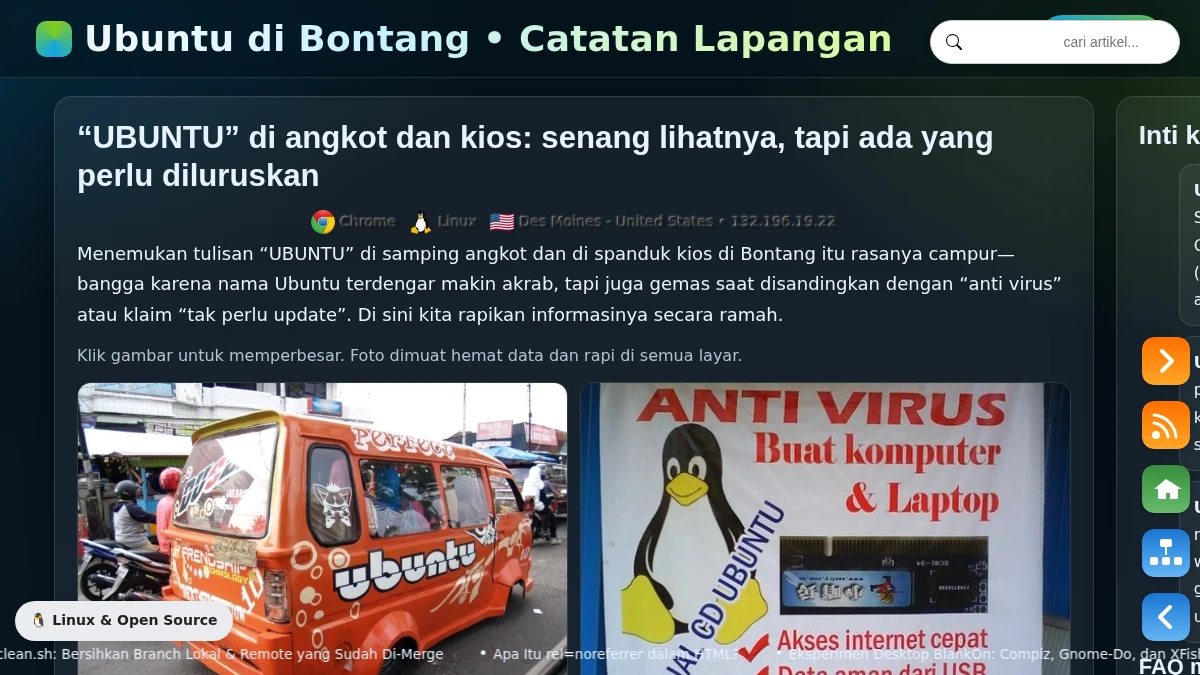 Ubuntu di Bontang • Catatan Lapangan
cari artikel...
“UBUNTU” di angkot dan kios: senang lihatnya, tapi ada yang
perlu diluruskan
Chrome Linux Des Moines - United States • 132.196.19.22
Menemukan tulisan “UBUNTU” di samping angkot dan di spanduk kios di Bontang itu rasanya campur—
bangga karena nama Ubuntu terdengar makin akrab, tapi juga gemas saat disandingkan dengan “anti virus”
atau klaim “tak perlu update”. Di sini kita rapikan informasinya secara ramah.
Klik gambar untuk memperbesar. Foto dimuat hemat data dan rapi di semua layar.
PERFECT
ubuntu
FRENDSHIP
TECHNOLOGY
ANTI VIRUS
Buat komputer
& Laptop
CD UBUNTU
Akses internet cepat
Data aman dari USB
Inti k
Linux & Open Source
clean.sh: Bersihkan Branch Lokal & Remote yang Sudah Di-Merge
• Apa Itu rel=noreferrer dalam HTML?
• Eksperimen Desktop BlankOn: Compiz, Gnome-Do, dan XFish
FAQ m